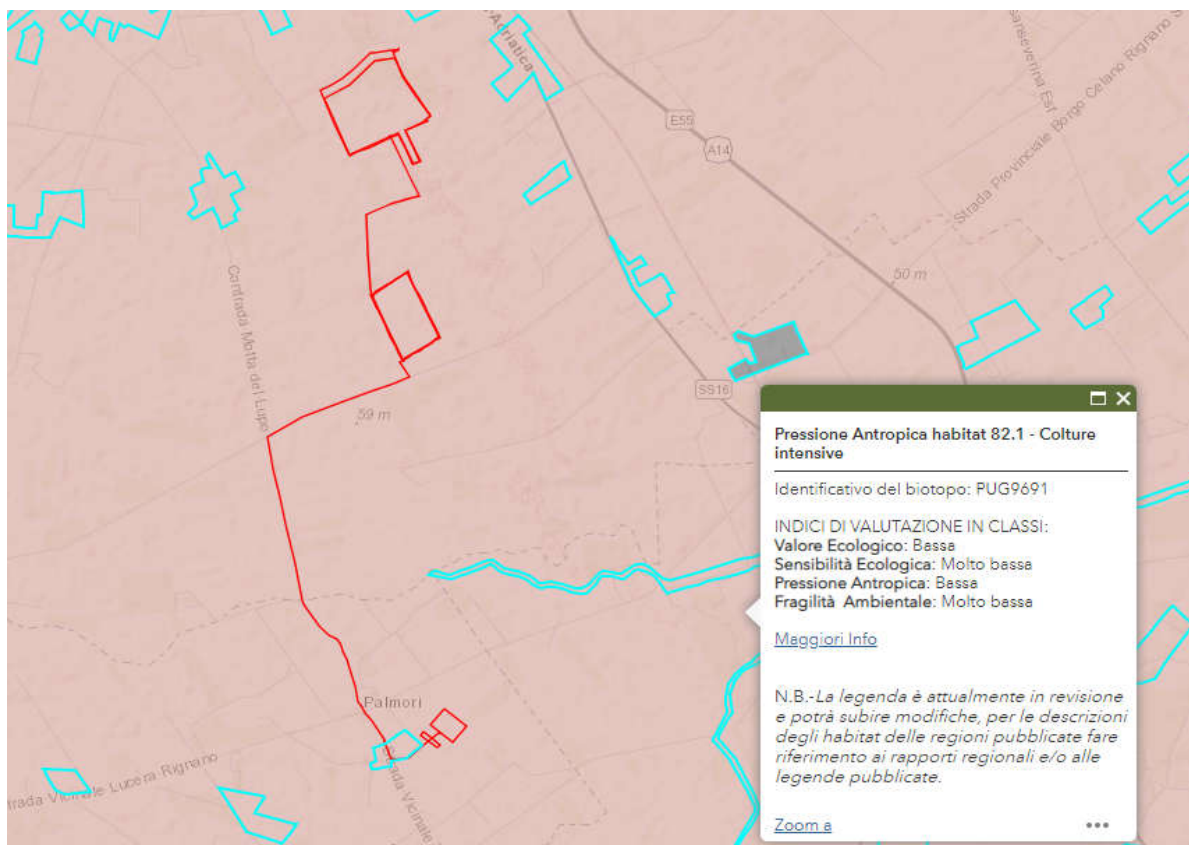 -Adriatica
E55
A14
Strada Provinciale Borgo Celano Rignano
Sanseverina Est
Contrada Motta del Lupo
50 m
SS16
59 m
Palmori
Strada Vicinale Lucera Rignano
Strada Vicinale
Pressione Antropica habitat 82.1 - Colture
intensive
Identificativo del biotopo: PUG9691
INDICI DI VALUTAZIONE IN CLASSI:
Valore Ecologico: Bassa
Sensibilità Ecologica: Molto bassa
Pressione Antropica: Bassa
Fragilità Ambientale: Molto bassa
Maggiori Info
N.B.-La legenda è attualmente in revisione
e potrà subire modifiche, per le descrizioni
degli habitat delle regioni pubblicate fare
riferimento ai rapporti regionali e/o alle
legende pubblicate.
Zoom a